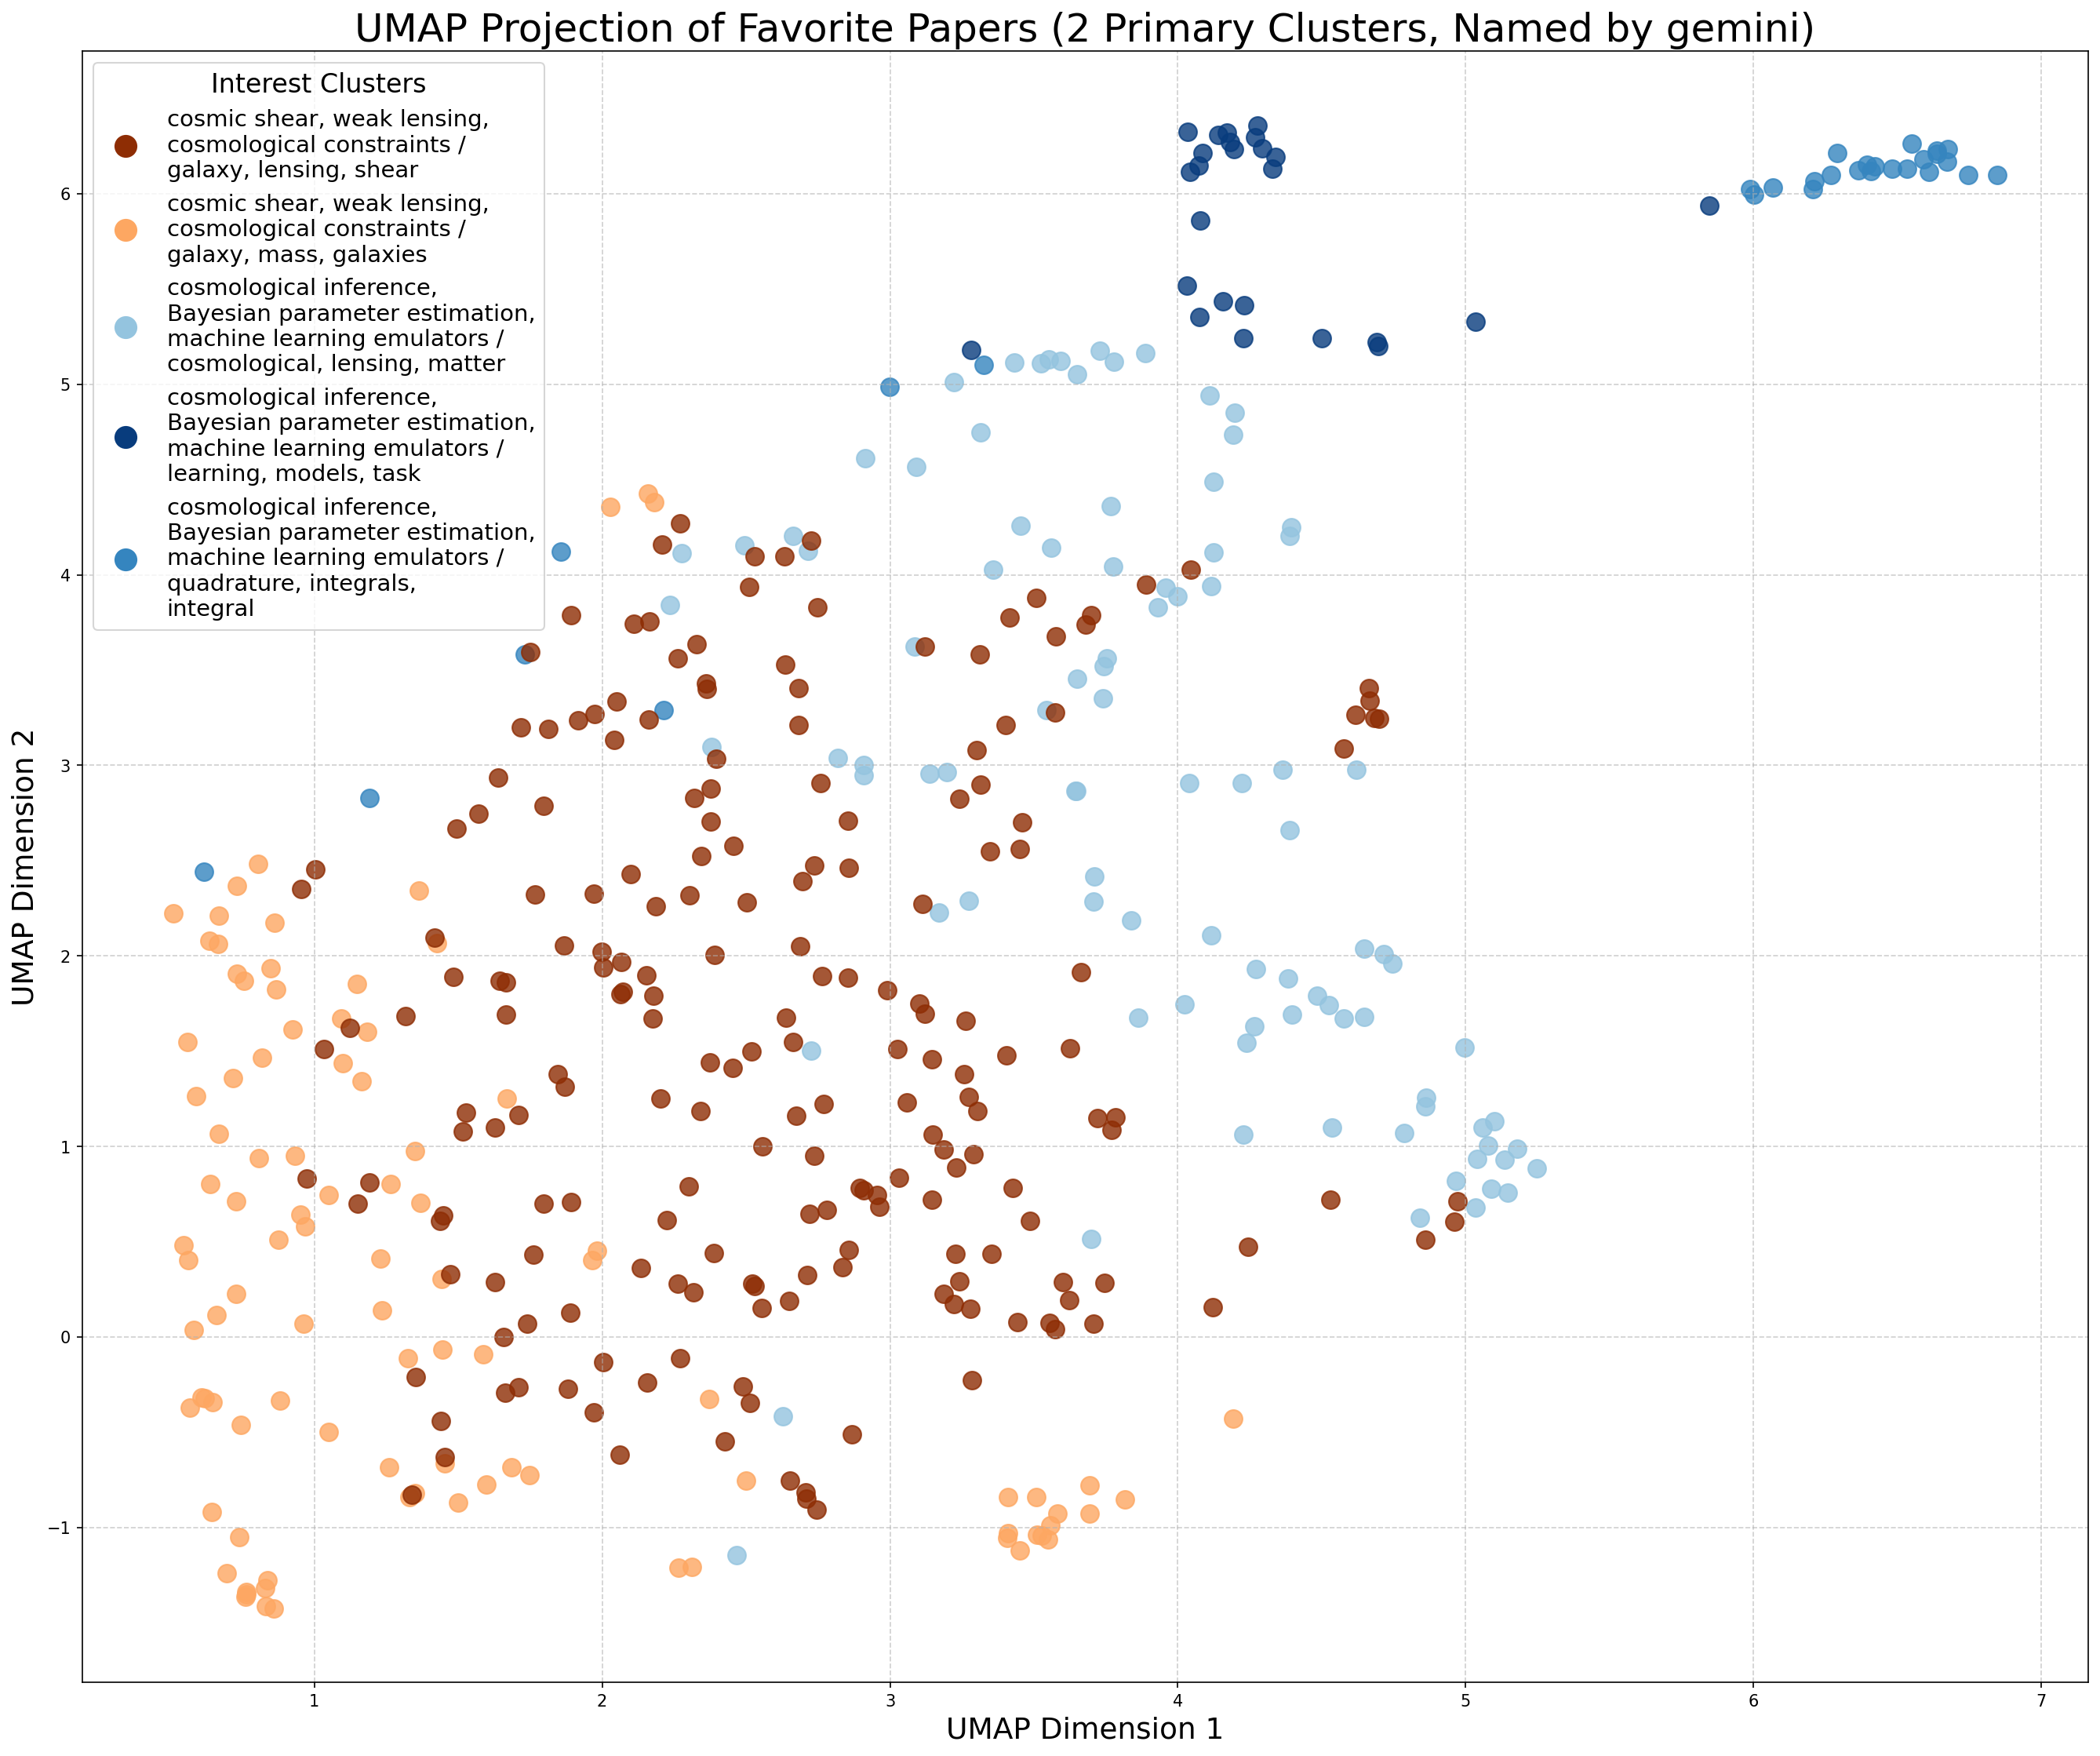 UMAP Projection of Favorite Papers (2 Primary Clusters, Named by gemini)
Interest Clusters
cosmic shear, weak lensing,
cosmological constraints /
galaxy, lensing, shear
cosmic shear, weak lensing,
cosmological constraints /
galaxy, mass, galaxies
cosmological inference,
Bayesian parameter estimation,
machine learning emulators /
cosmological, lensing, matter
cosmological inference,
Bayesian parameter estimation,
machine learning emulators /
learning, models, task
cosmological inference,
Bayesian parameter estimation,
machine learning emulators /
quadrature, integrals,
integral
UMAP Dimension 2
6
5
4
3
2
1
0
−1
1
2
3
4
5
6
7
UMAP Dimension 1